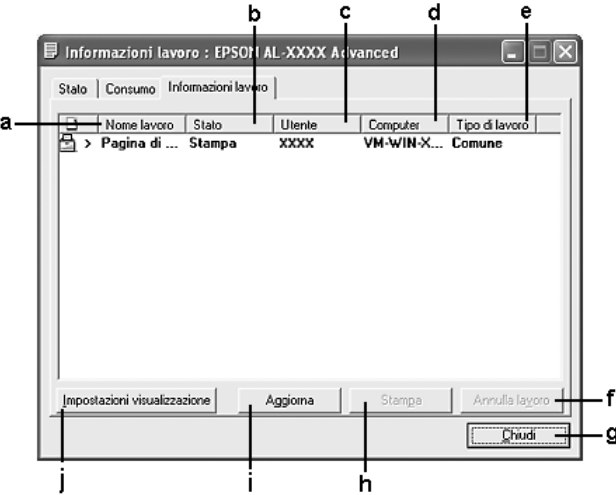 b c d e
Informazioni lavoro : EPSON AL-XXXX Advanced
Stato Consumo Informazioni lavoro
a Nome lavoro Stato Utente Computer Tipo di lavoro
> Pagina di ... Stampa XXXX VM-WIN-X... Comune
Impostazioni visualizzazione Aggiorna Stampa Annulla lavoro f
Chiudi g
j i h